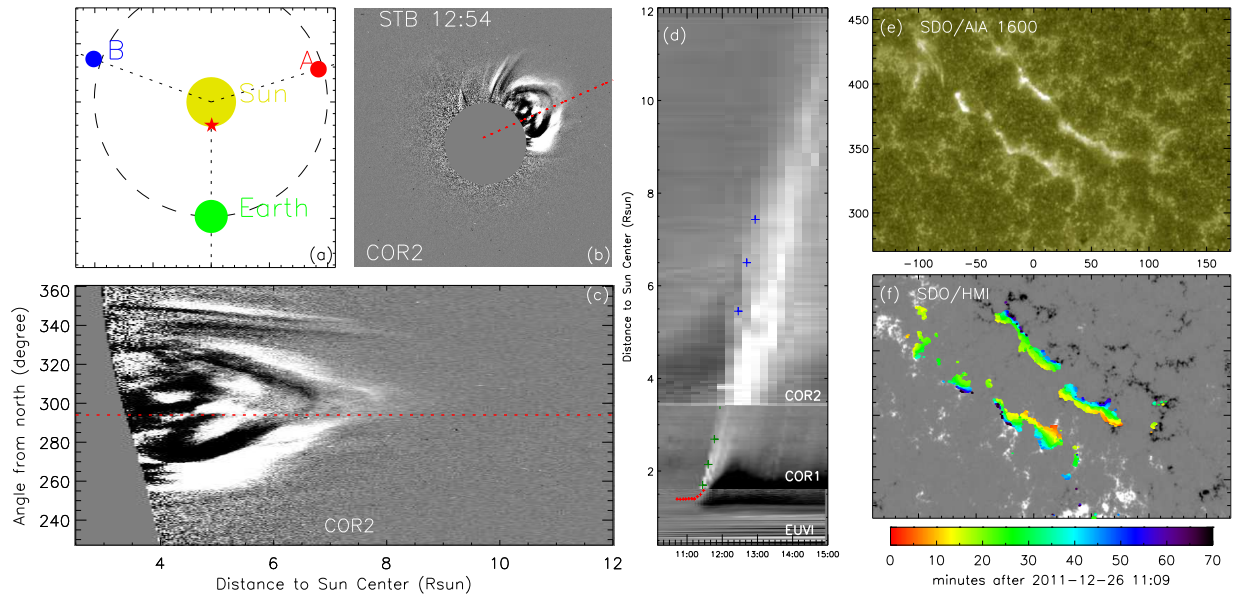 B
A
Sun
Earth
(a)
2 4 6
STB 12:54
COR2
(b)
(c)
360
340
320
300
280
260
240
Angle from north (degree)
COR2
4 6 8 10 12
Distance to Sun Center (Rsun)
(d)
12
10
8
6
4
2
Distance to Sun Center (Rsun)
COR2
COR1
EUVI
11:00 12:00 13:00 14:00 15:00
(e) SDO/AIA 1600
450
400
350
300
-100 -50 0 50 100 150
(f) SDO/HMI
0 10 20 30 40 50 60 70
minutes after 2011-12-26 11:09